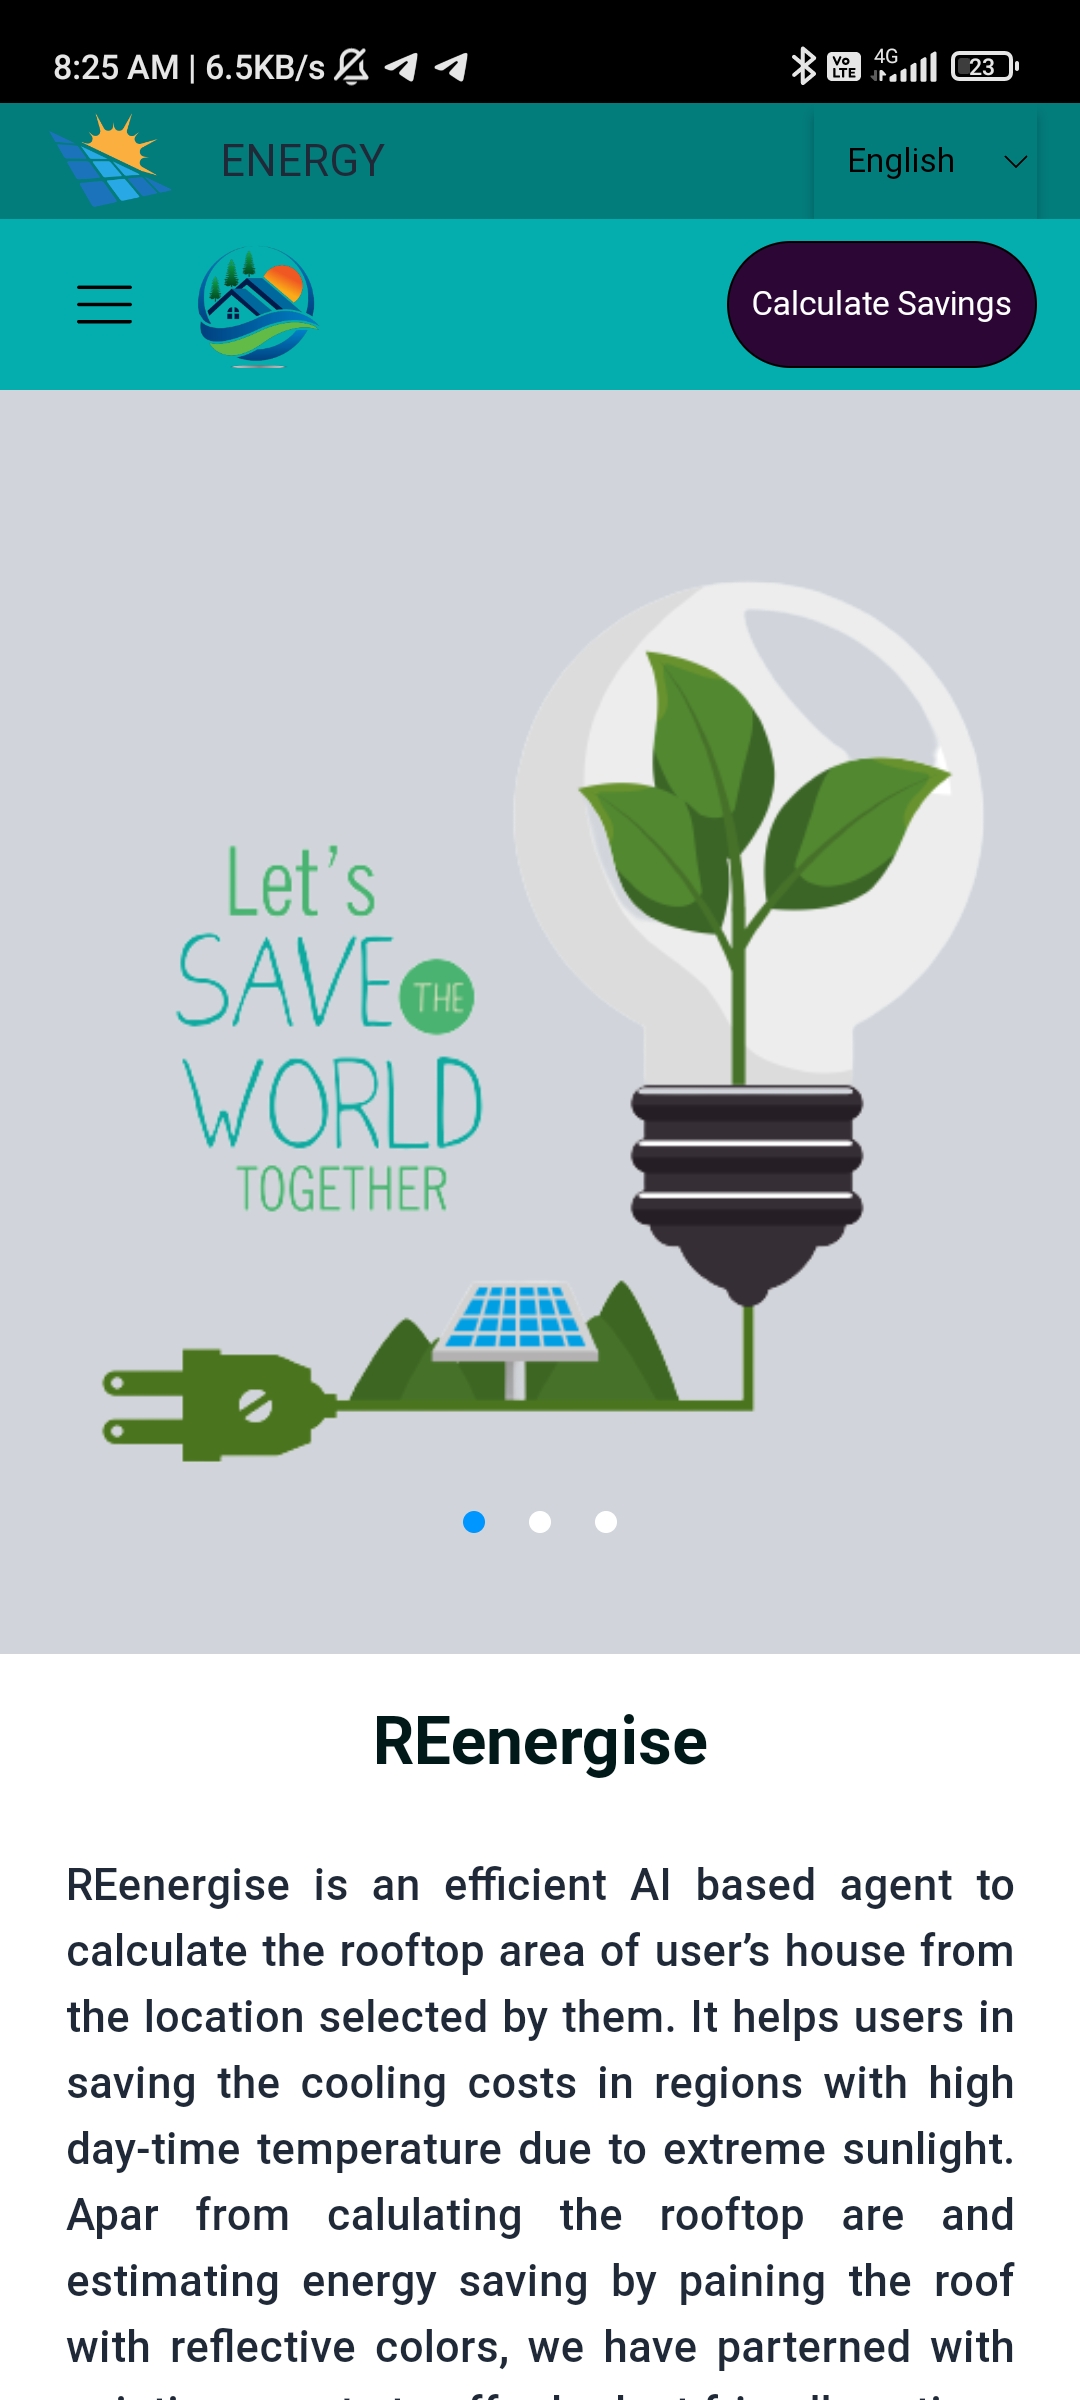 8:25 AM | 6.5KB/s
Vo LTE 4G 23
ENERGY
English
Calculate Savings
Let's
SAVE THE
WORLD
TOGETHER
REenergise
REenergise is an efficient AI based agent to
calculate the rooftop area of user’s house from
the location selected by them. It helps users in
saving the cooling costs in regions with high
day-time temperature due to extreme sunlight.
Apar from calulating the rooftop are and
estimating energy saving by paining the roof
with reflective colors, we have parterned with